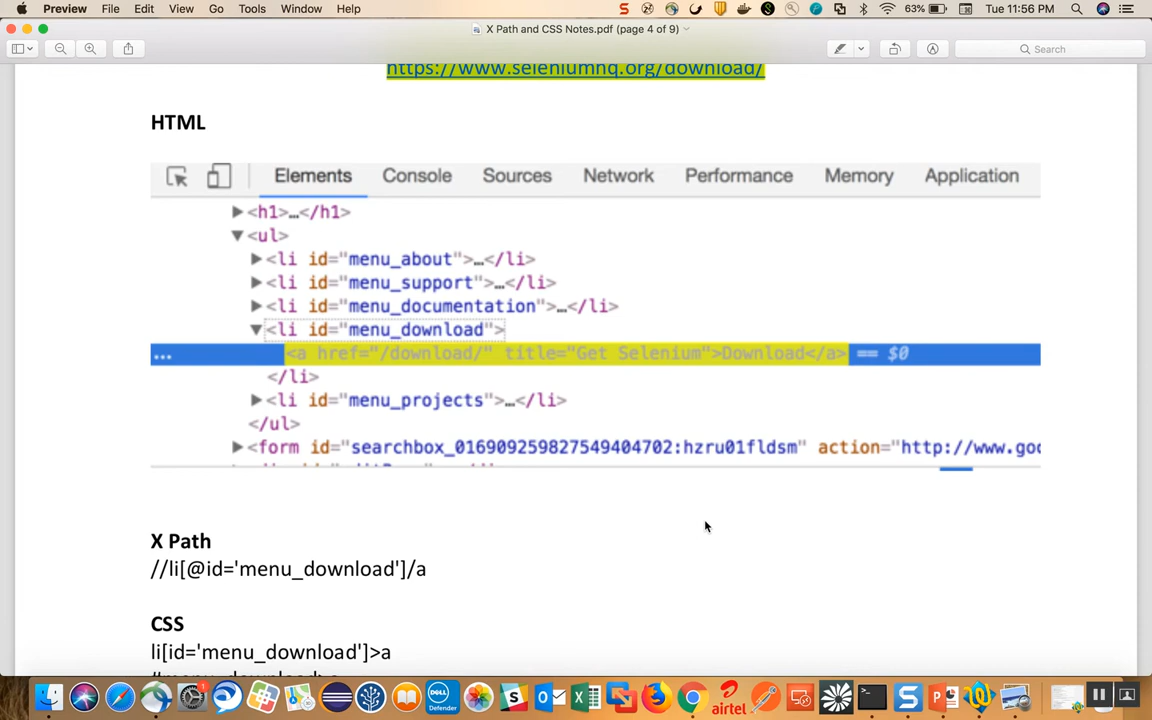 Preview File Edit View Go Tools Window Help 63% Tue 11:56 PM
X Path and CSS Notes.pdf (page 4 of 9)
Search
https://www.seleniumhq.org/download/
HTML
Elements Console Sources Network Performance Memory Application
<h1>…</h1>
<ul>
<li id="menu_about">…</li>
<li id="menu_support">…</li>
<li id="menu_documentation">…</li>
<li id="menu_download">
... <a href="/download/" title="Get Selenium">Download</a> == $0
</li>
<li id="menu_projects">…</li>
</ul>
<form id="searchbox_016909259827549404702:hzru01fldsm" action="http://www.goo
X Path
//li[@id='menu_download']/a
CSS
li[id='menu_download']>a
#menu_download>a
DELL
Defender
airtel